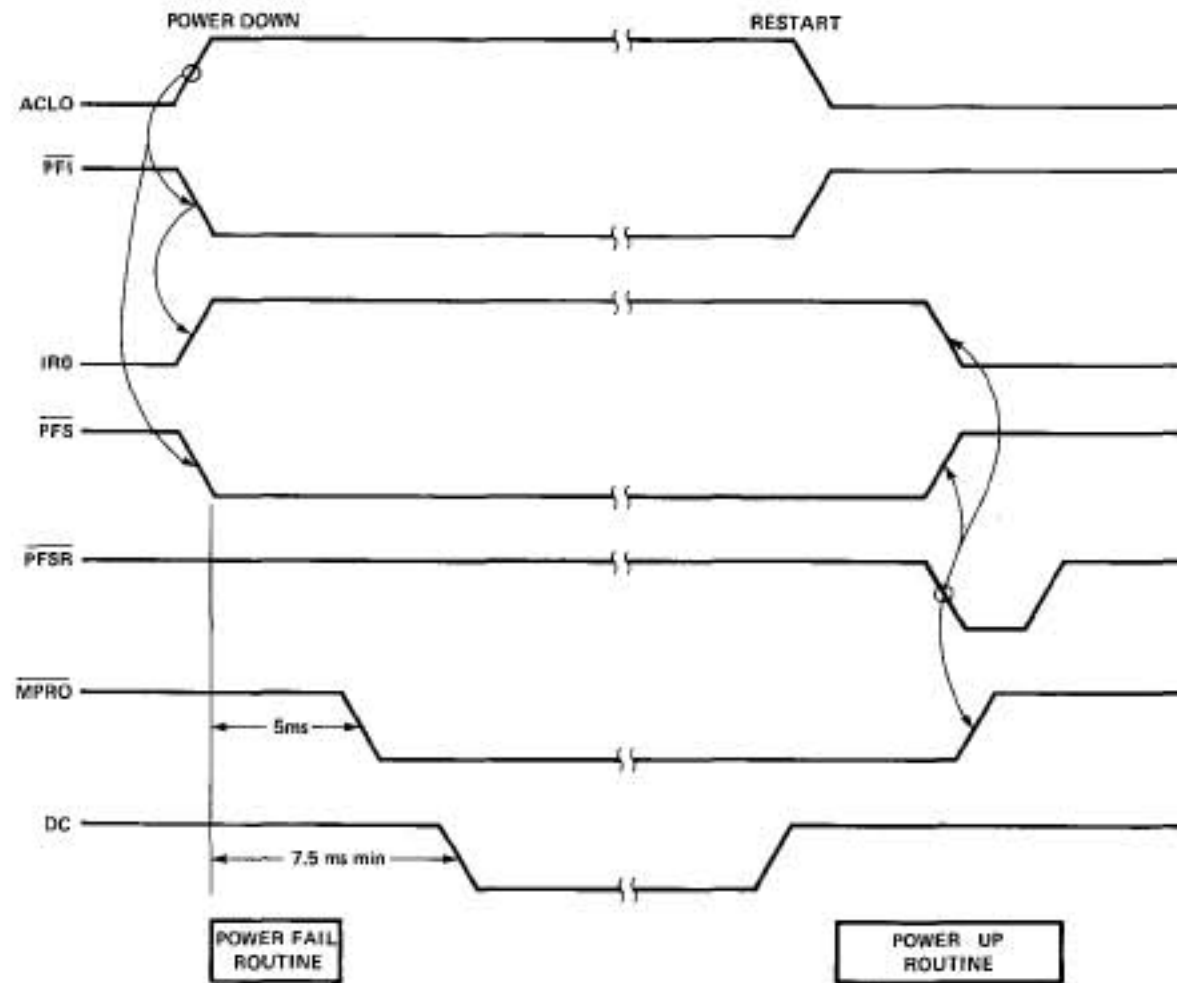 POWER DOWN
RESTART
ACLO
PFI
IR0
PFS
PFSR
MPRO
5ms
DC
7.5 ms min
POWER FAIL
ROUTINE
POWER UP
ROUTINE